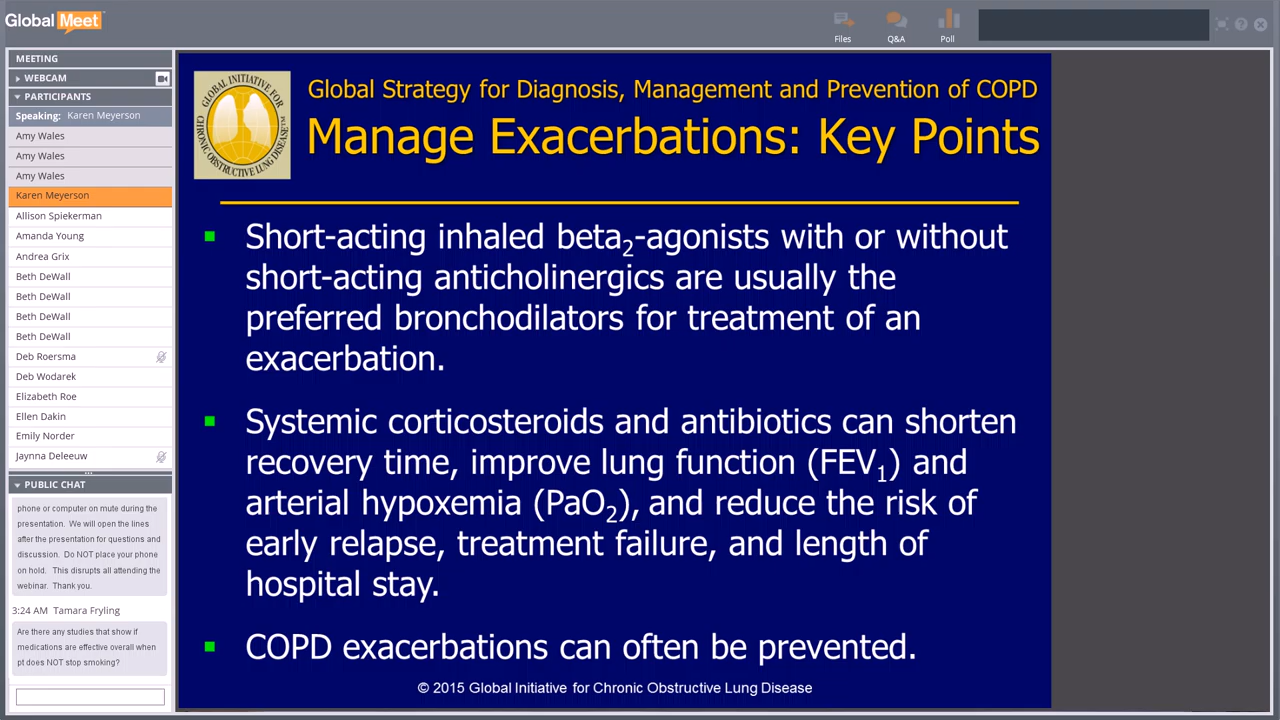 Global Meet
Files
Q&A
Poll
MEETING
WEBCAM
PARTICIPANTS
Speaking: Karen Meyerson
Amy Wales
Amy Wales
Amy Wales
Karen Meyerson
Allison Spiekerman
Amanda Young
Andrea Grix
Beth DeWall
Beth DeWall
Beth DeWall
Beth DeWall
Deb Roersma
Deb Wodarek
Elizabeth Roe
Ellen Dakin
Emily Norder
Jaynna Deleeuw
PUBLIC CHAT
phone or computer on mute during the
presentation. We will open the lines
after the presentation for questions and
discussion. Do NOT place your phone
on hold. This disrupts all attending the
webinar. Thank you.
3:24 AM Tamara Fryling
Are there any studies that show if
medications are effective overall when
pt does NOT stop smoking?
GLOBAL INITIATIVE FOR
CHRONIC OBSTRUCTIVE LUNG DISEASE
Global Strategy for Diagnosis, Management and Prevention of COPD
Manage Exacerbations: Key Points
Short-acting inhaled beta2-agonists with or without
short-acting anticholinergics are usually the
preferred bronchodilators for treatment of an
exacerbation.
Systemic corticosteroids and antibiotics can shorten
recovery time, improve lung function (FEV1) and
arterial hypoxemia (PaO2), and reduce the risk of
early relapse, treatment failure, and length of
hospital stay.
COPD exacerbations can often be prevented.
© 2015 Global Initiative for Chronic Obstructive Lung Disease